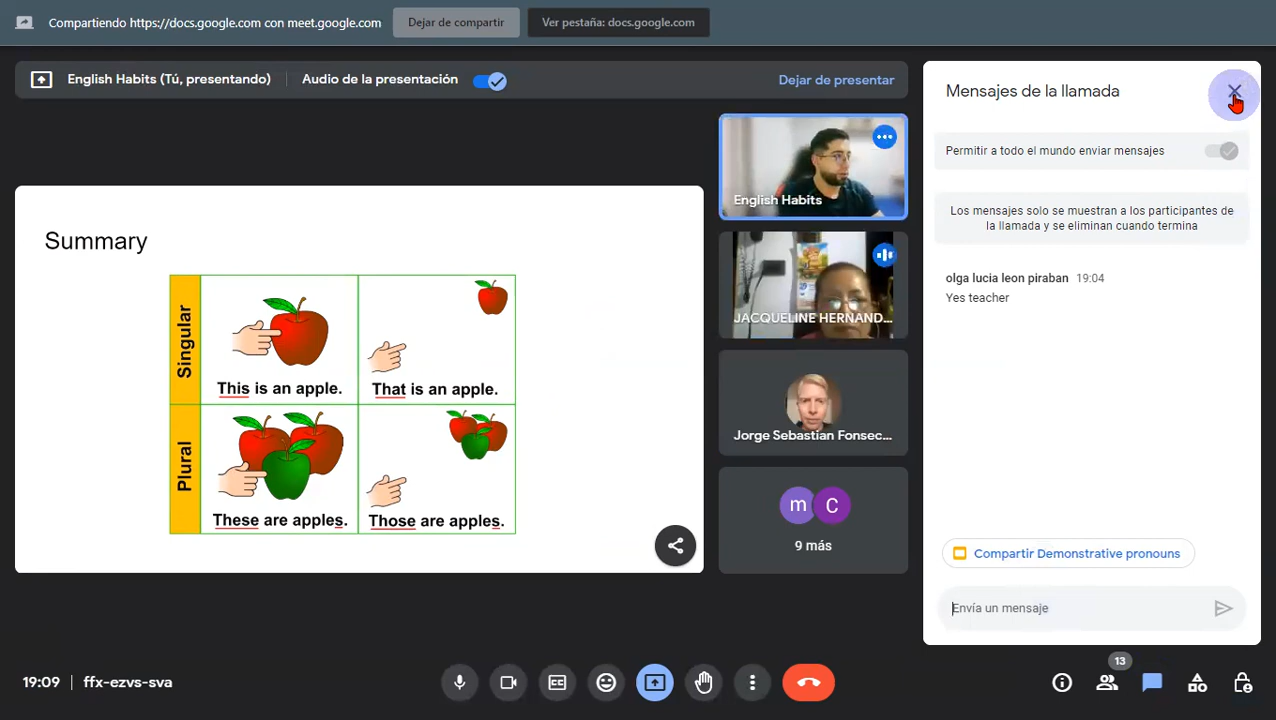 Compartiendo https://docs.google.com con meet.google.com
Dejar de compartir
Ver pestaña: docs.google.com
English Habits (Tú, presentando)
Audio de la presentación
Dejar de presentar
Summary
Singular
This is an apple.
That is an apple.
Plural
These are apples.
Those are apples.
English Habits
JACQUELINE HERNAND...
Jorge Sebastian Fonsec...
m
C
9 más
Mensajes de la llamada
Permitir a todo el mundo enviar mensajes
Los mensajes solo se muestran a los participantes de
la llamada y se eliminan cuando termina
olga lucia leon piraban 19:04
Yes teacher
Compartir Demonstrative pronouns
Envía un mensaje
19:09 | ffx-ezvs-sva
13